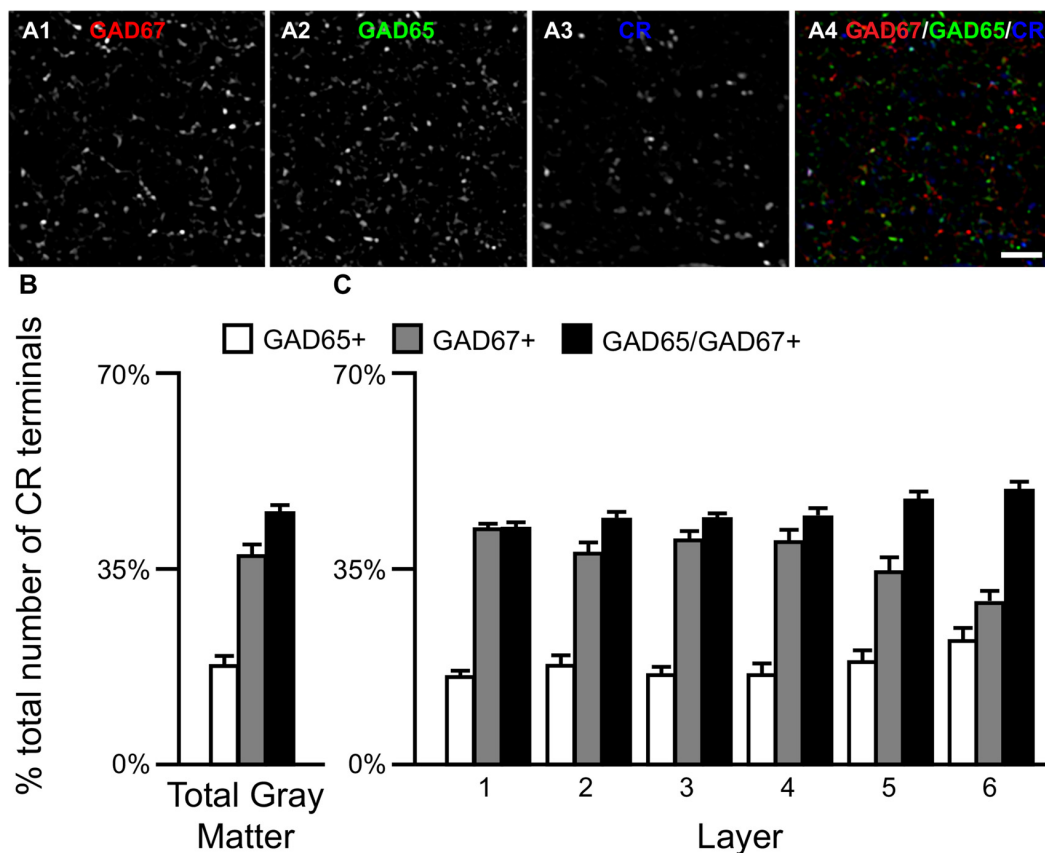 A1 GAD67
A2 GAD65
A3 CR
A4 GAD67/GAD65/CR
B
C
GAD65+ GAD67+ GAD65/GAD67+
% total number of CR terminals
70%
35%
0%
Total Gray
Matter
70%
35%
0%
1 2 3 4 5 6
Layer